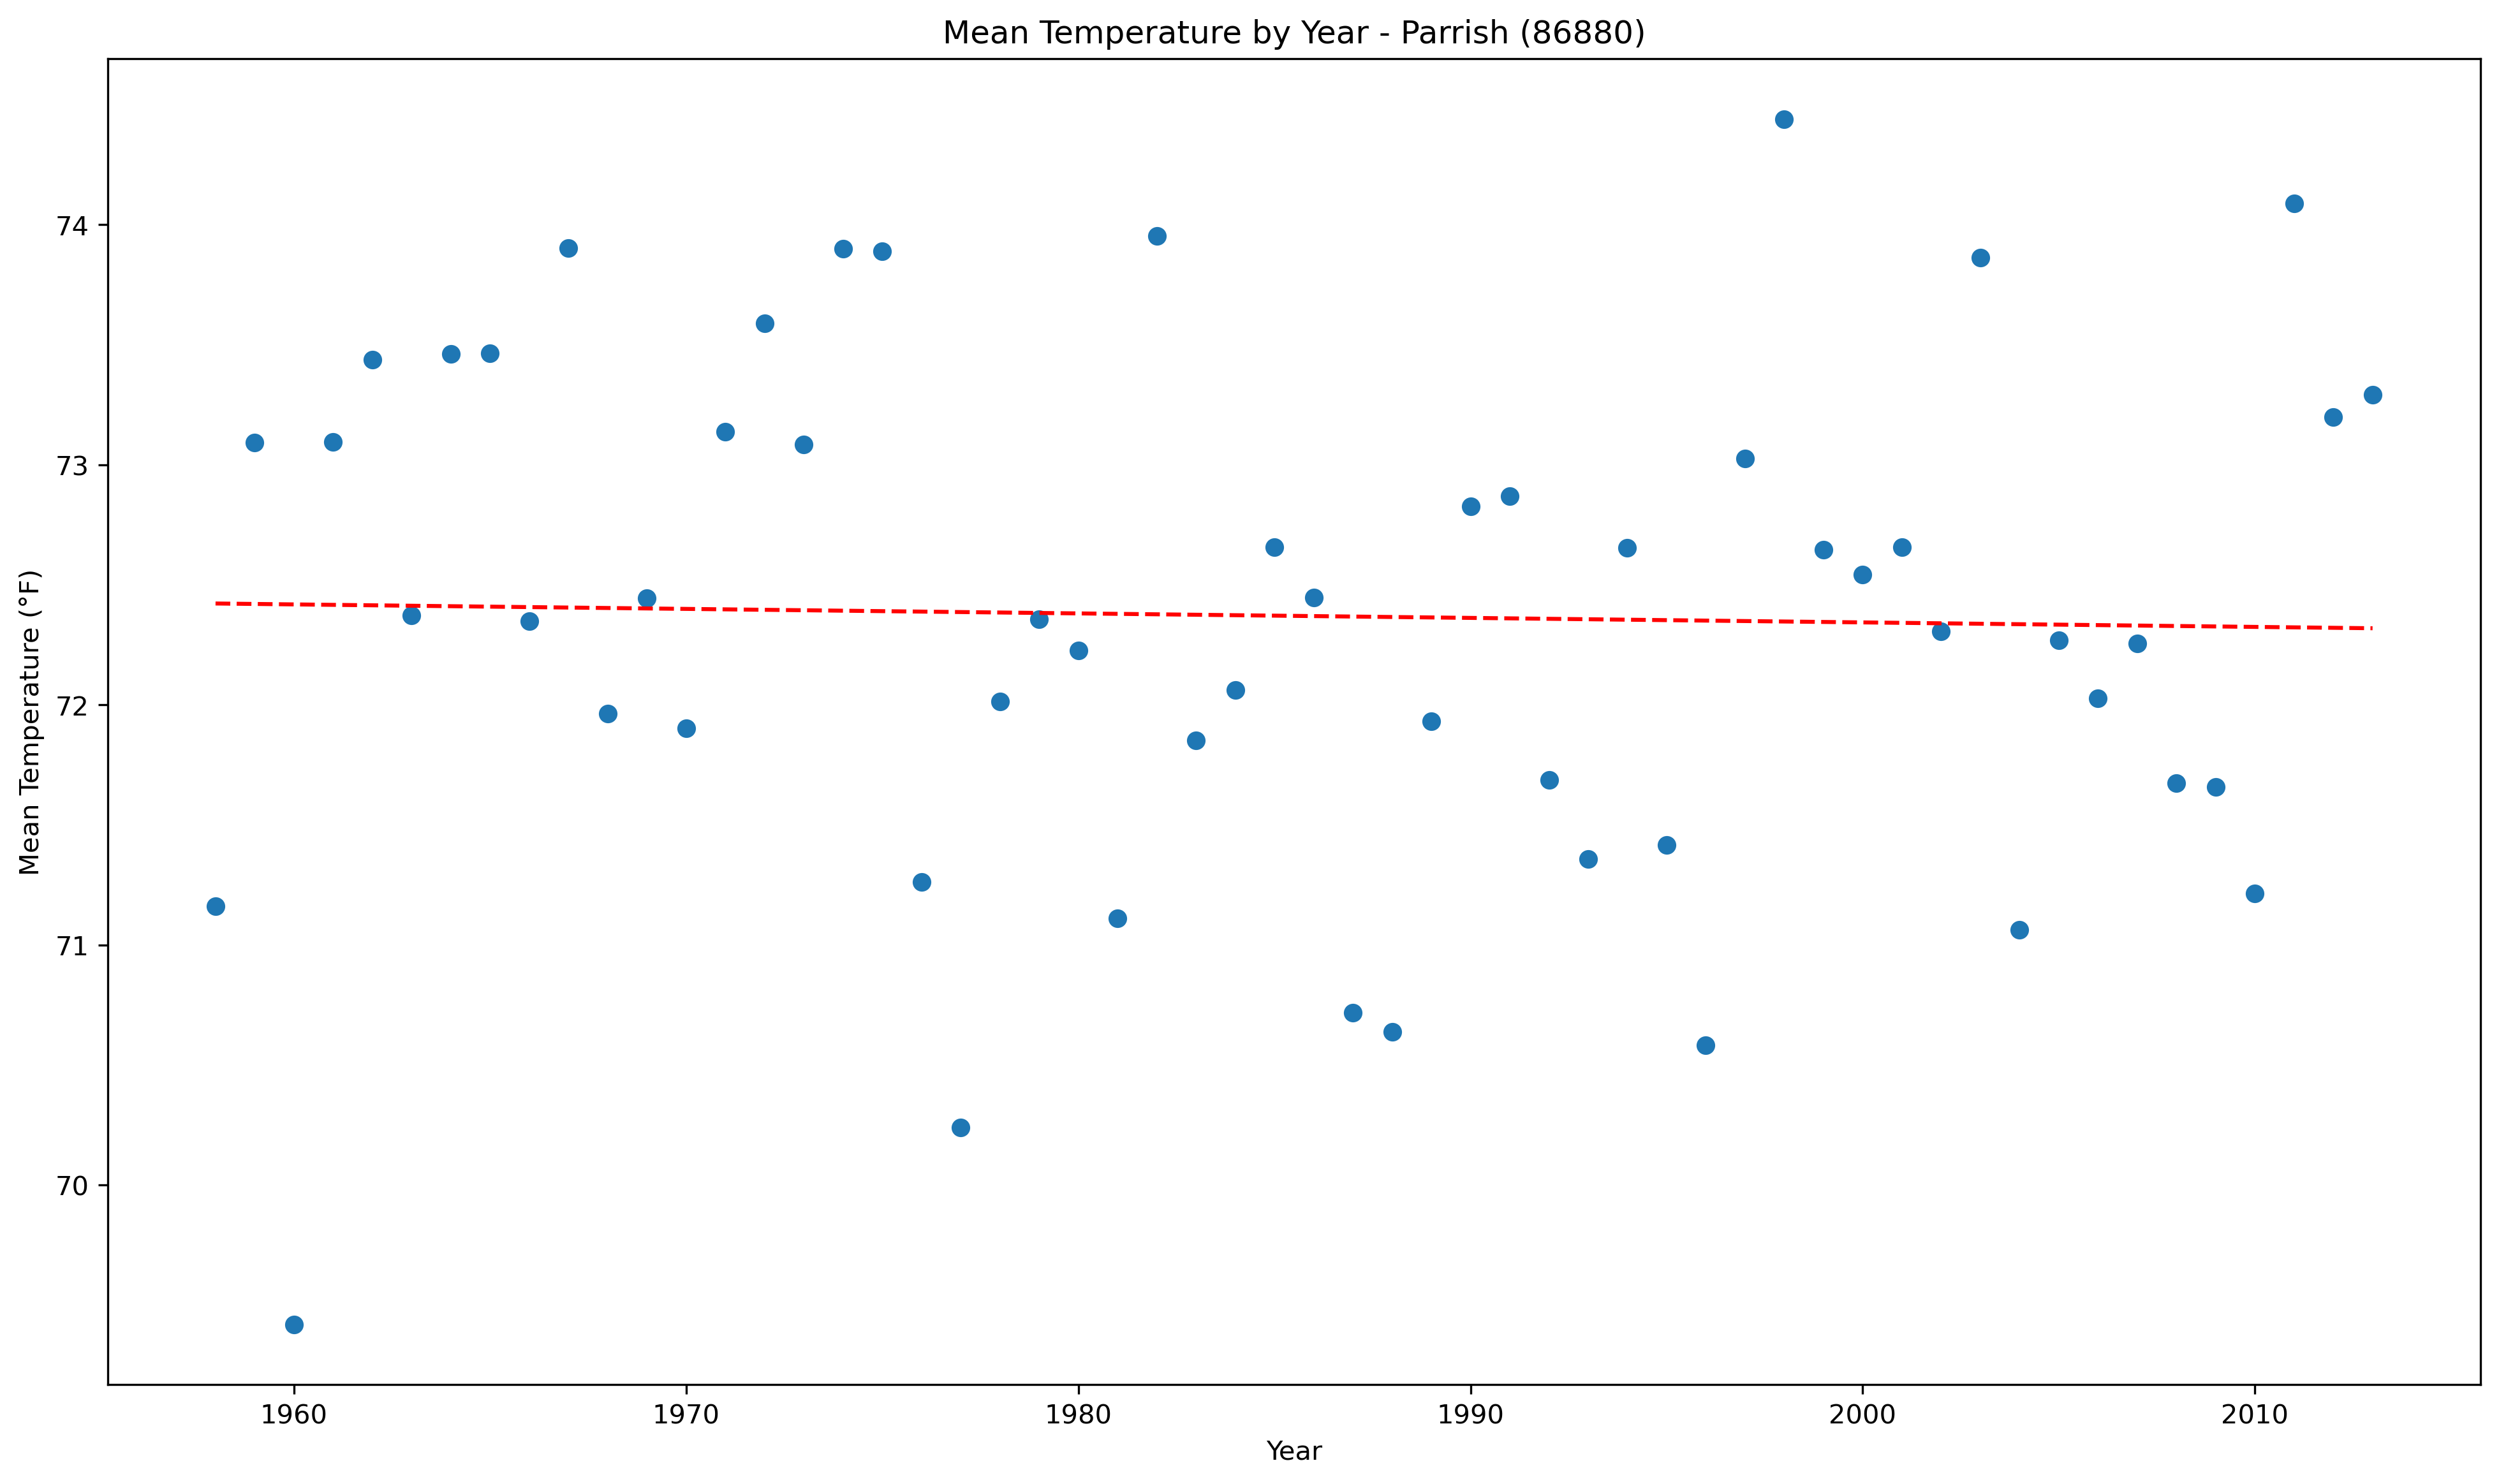 Mean Temperature by Year - Parrish (86880)
Mean Temperature (°F)
74
73
72
71
70
1960 1970 1980 1990 2000 2010
Year